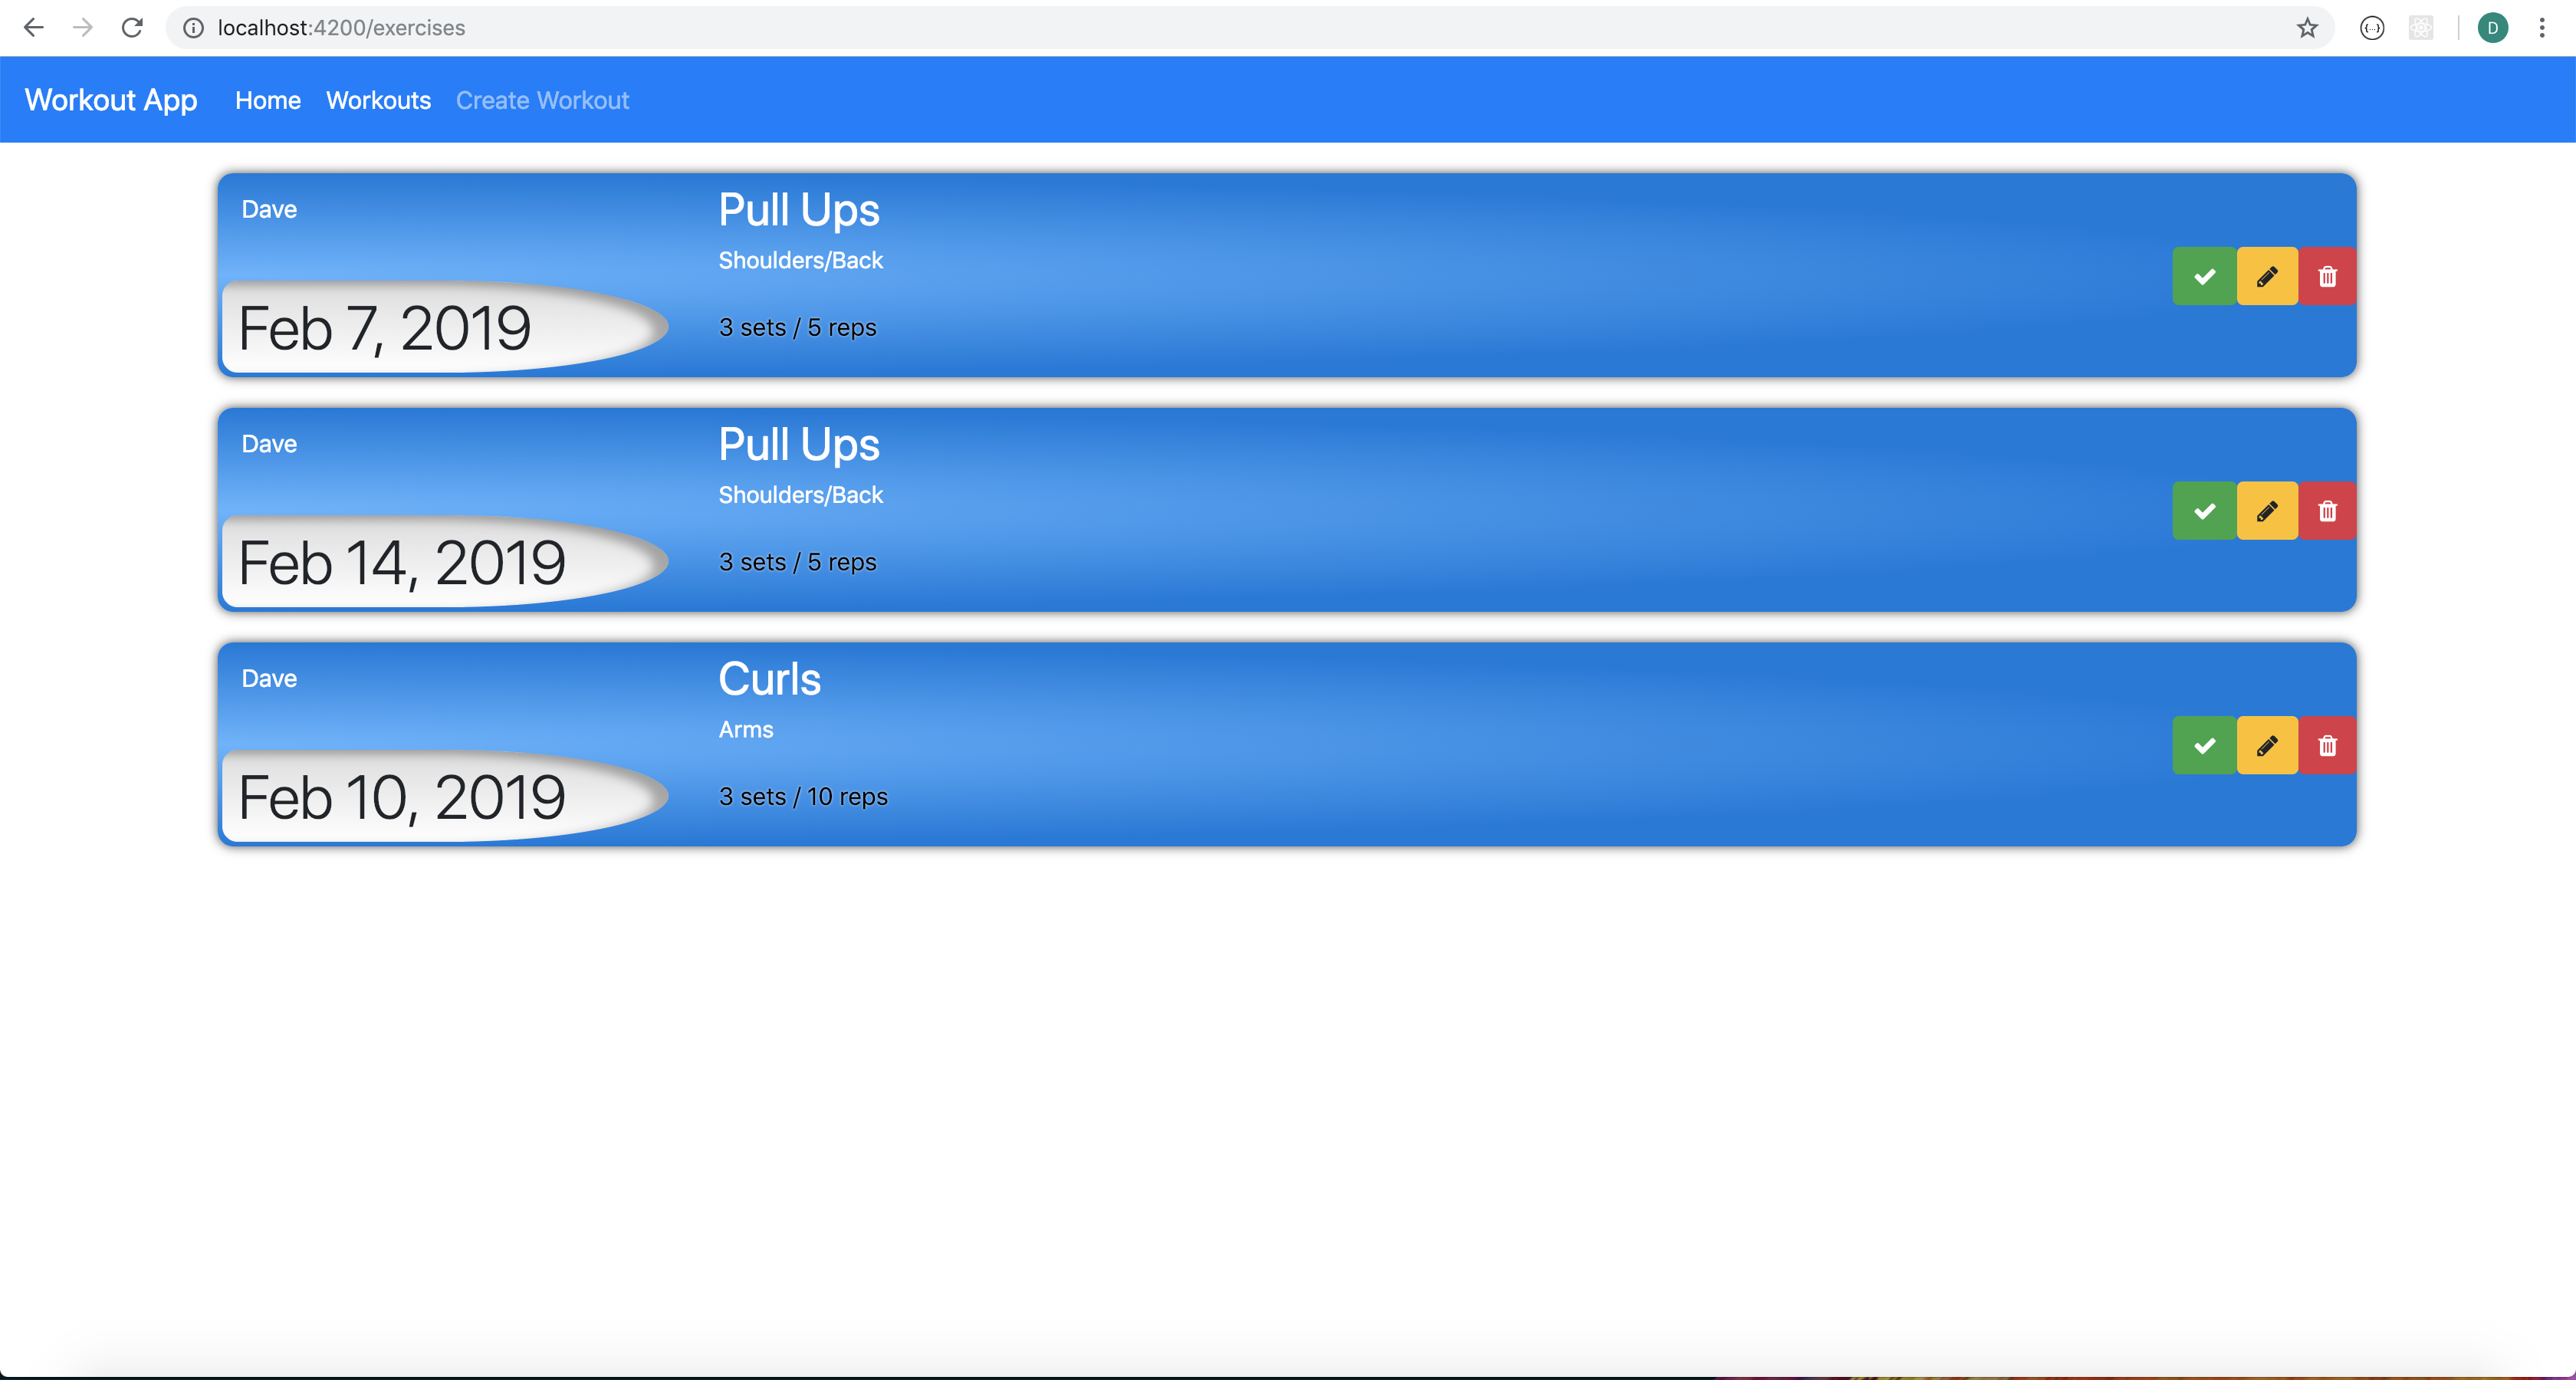 localhost:4200/exercises
D
Workout App Home Workouts Create Workout
Dave
Pull Ups
Shoulders/Back
Feb 7, 2019
3 sets / 5 reps
Dave
Pull Ups
Shoulders/Back
Feb 14, 2019
3 sets / 5 reps
Dave
Curls
Arms
Feb 10, 2019
3 sets / 10 reps